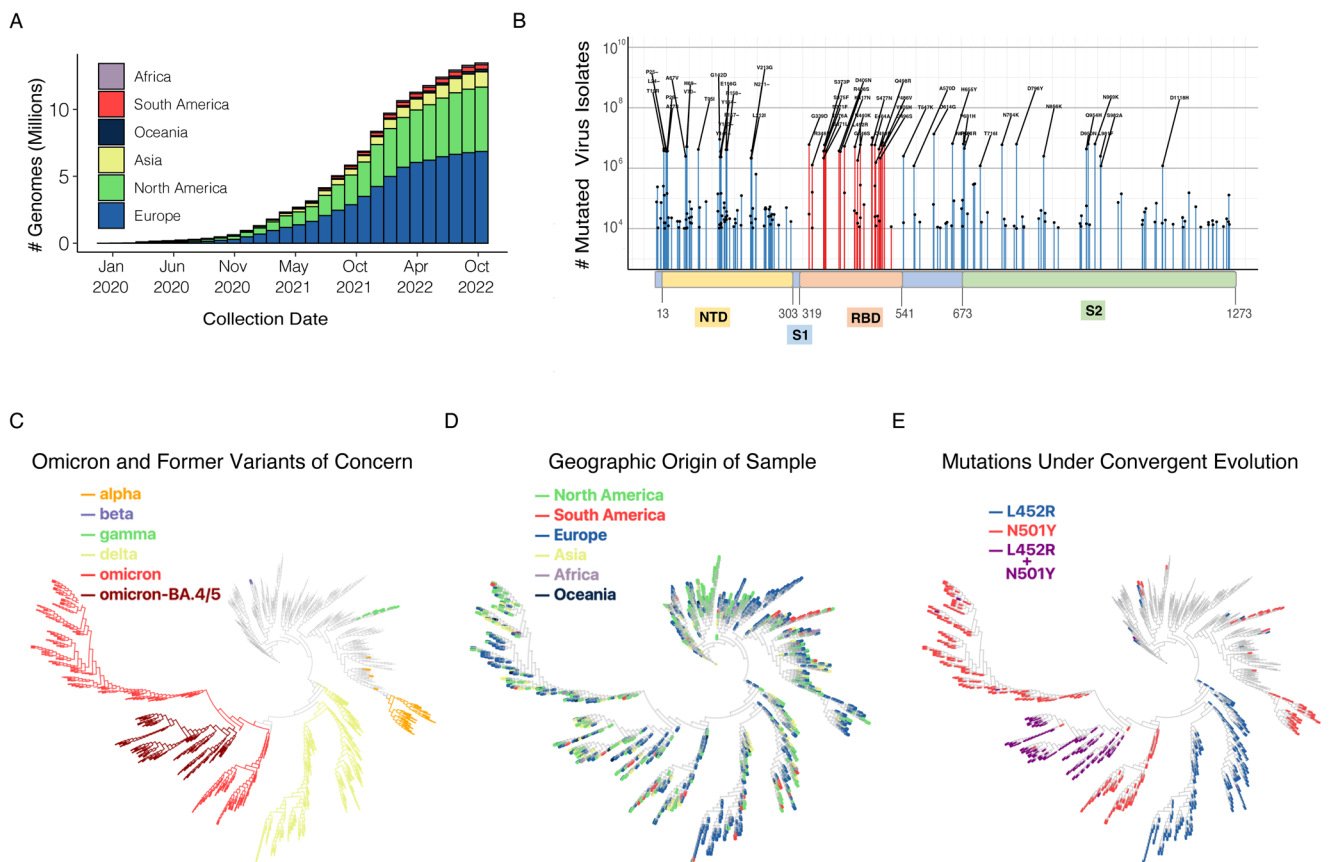 A
# Genomes (Millions)
10
5
0
Africa
South America
Oceania
Asia
North America
Europe
Jan
2020
Jun
2020
Nov
2020
May
2021
Oct
2021
Apr
2022
Oct
2022
Collection Date
B
# Mutated Virus Isolates
10^10
10^8
10^6
10^4
A67V
T95I
G142D
V213G
L212I
G339D
S373P
D405N
R408S
Q498R
S477N
T547K
A570D
D614G
H655Y
T716I
N764K
D796Y
N856K
Q954H
N969K
S982A
L981F
D1118H
13
NTD
303
319
S1
RBD
541
673
S2
1273
C
Omicron and Former Variants of Concern
alpha
beta
gamma
delta
omicron
omicron-BA.4/5
D
Geographic Origin of Sample
North America
South America
Europe
Asia
Africa
Oceania
E
Mutations Under Convergent Evolution
L452R
N501Y
L452R
+
N501Y